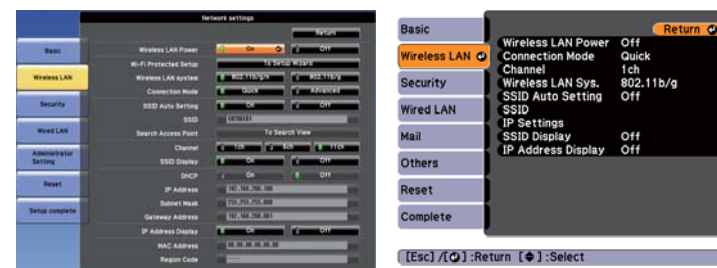 Network settings
Return
Basic
Wireless LAN
Security
Wired LAN
Administrator
Setting
Reset
Setup complete
Wireless LAN Power On Off
Wi-Fi Protected Setup To Setup Wizard
Wireless LAN system 802.11b/g/n 802.11b/g
Connection Mode Quick Advanced
SSID Auto Setting On Off
SSID
Search Access Point To Search View
Channel 1ch 6ch 11ch
SSID Display On Off
DHCP On Off
IP Address
Subnet Mask 255.255.255.000
Gateway Address
IP Address Display On Off
MAC Address
Region Code
Basic
Wireless LAN
Security
Wired LAN
Mail
Others
Reset
Complete
Return
Wireless LAN Power Off
Connection Mode Quick
Channel 1ch
Wireless LAN Sys. 802.11b/g
SSID Auto Setting Off
SSID
IP Settings
SSID Display Off
IP Address Display Off
[Esc] /[ ] :Return [ ] :Select